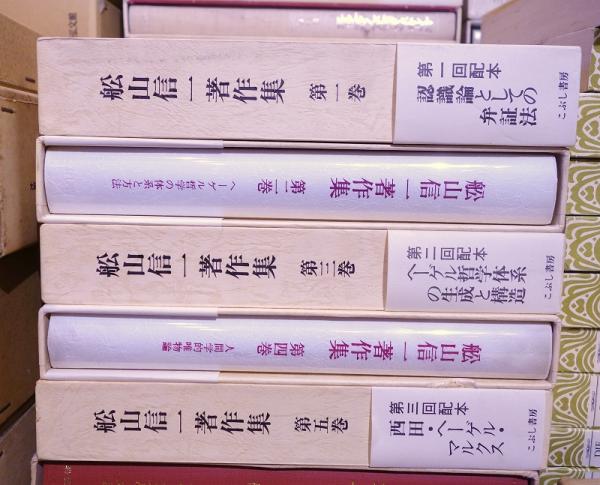 舩山信一著作集 第一巻
第一回配本
認識論としての
弁証法
こぶし書房
舩山信一著作集 第二巻
ヘーゲル哲学の体系と方法
舩山信一著作集 第三巻
第二回配本
ヘーゲル哲学体系
の生成と構造
こぶし書房
舩山信一著作集 第四巻
人間学的唯物論
舩山信一著作集 第五巻
第三回配本
西田・ヘーゲル・
マルクス
こぶし書房